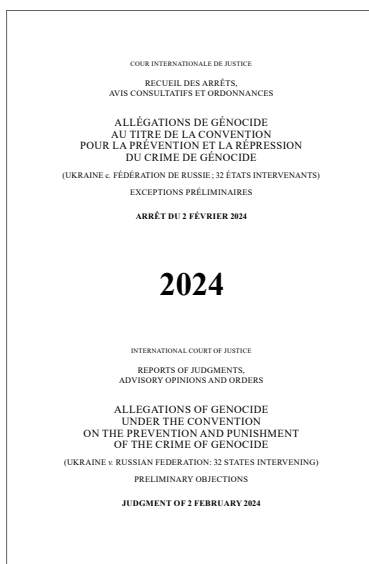 COUR INTERNATIONALE DE JUSTICE
RECUEIL DES ARRÊTS,
AVIS CONSULTATIFS ET ORDONNANCES
ALLÉGATIONS DE GÉNOCIDE
AU TITRE DE LA CONVENTION
POUR LA PRÉVENTION ET LA RÉPRESSION
DU CRIME DE GÉNOCIDE
(UKRAINE c. FÉDÉRATION DE RUSSIE ; 32 ÉTATS INTERVENANTS)
EXCEPTIONS PRÉLIMINAIRES
ARRÊT DU 2 FÉVRIER 2024
2024
INTERNATIONAL COURT OF JUSTICE
REPORTS OF JUDGMENTS,
ADVISORY OPINIONS AND ORDERS
ALLEGATIONS OF GENOCIDE
UNDER THE CONVENTION
ON THE PREVENTION AND PUNISHMENT
OF THE CRIME OF GENOCIDE
(UKRAINE v. RUSSIAN FEDERATION: 32 STATES INTERVENING)
PRELIMINARY OBJECTIONS
JUDGMENT OF 2 FEBRUARY 2024